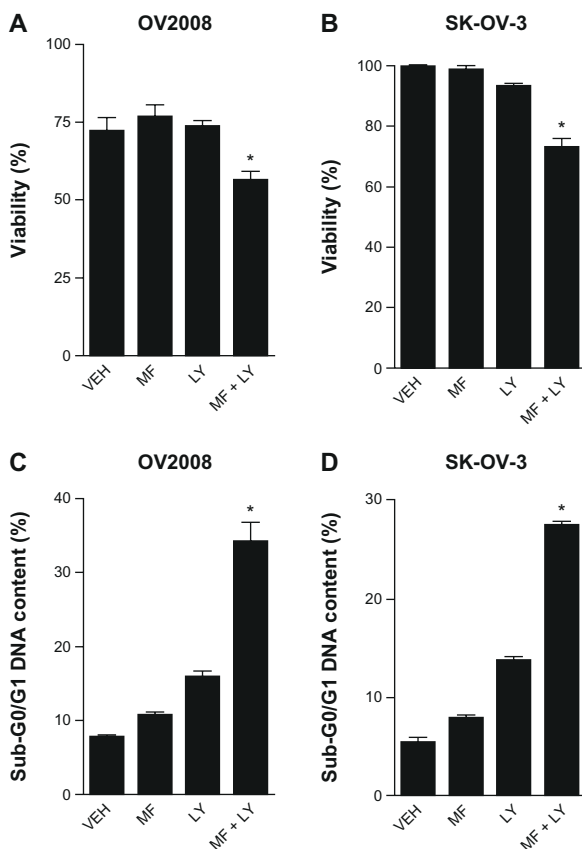 A
OV2008
Viability (%)
100
75
50
25
0
*
VEH
MF
LY
MF + LY
B
SK-OV-3
Viability (%)
100
80
60
40
20
0
*
VEH
MF
LY
MF + LY
C
OV2008
Sub-G0/G1 DNA content (%)
40
30
20
10
0
*
VEH
MF
LY
MF + LY
D
SK-OV-3
Sub-G0/G1 DNA content (%)
30
20
10
0
*
VEH
MF
LY
MF + LY